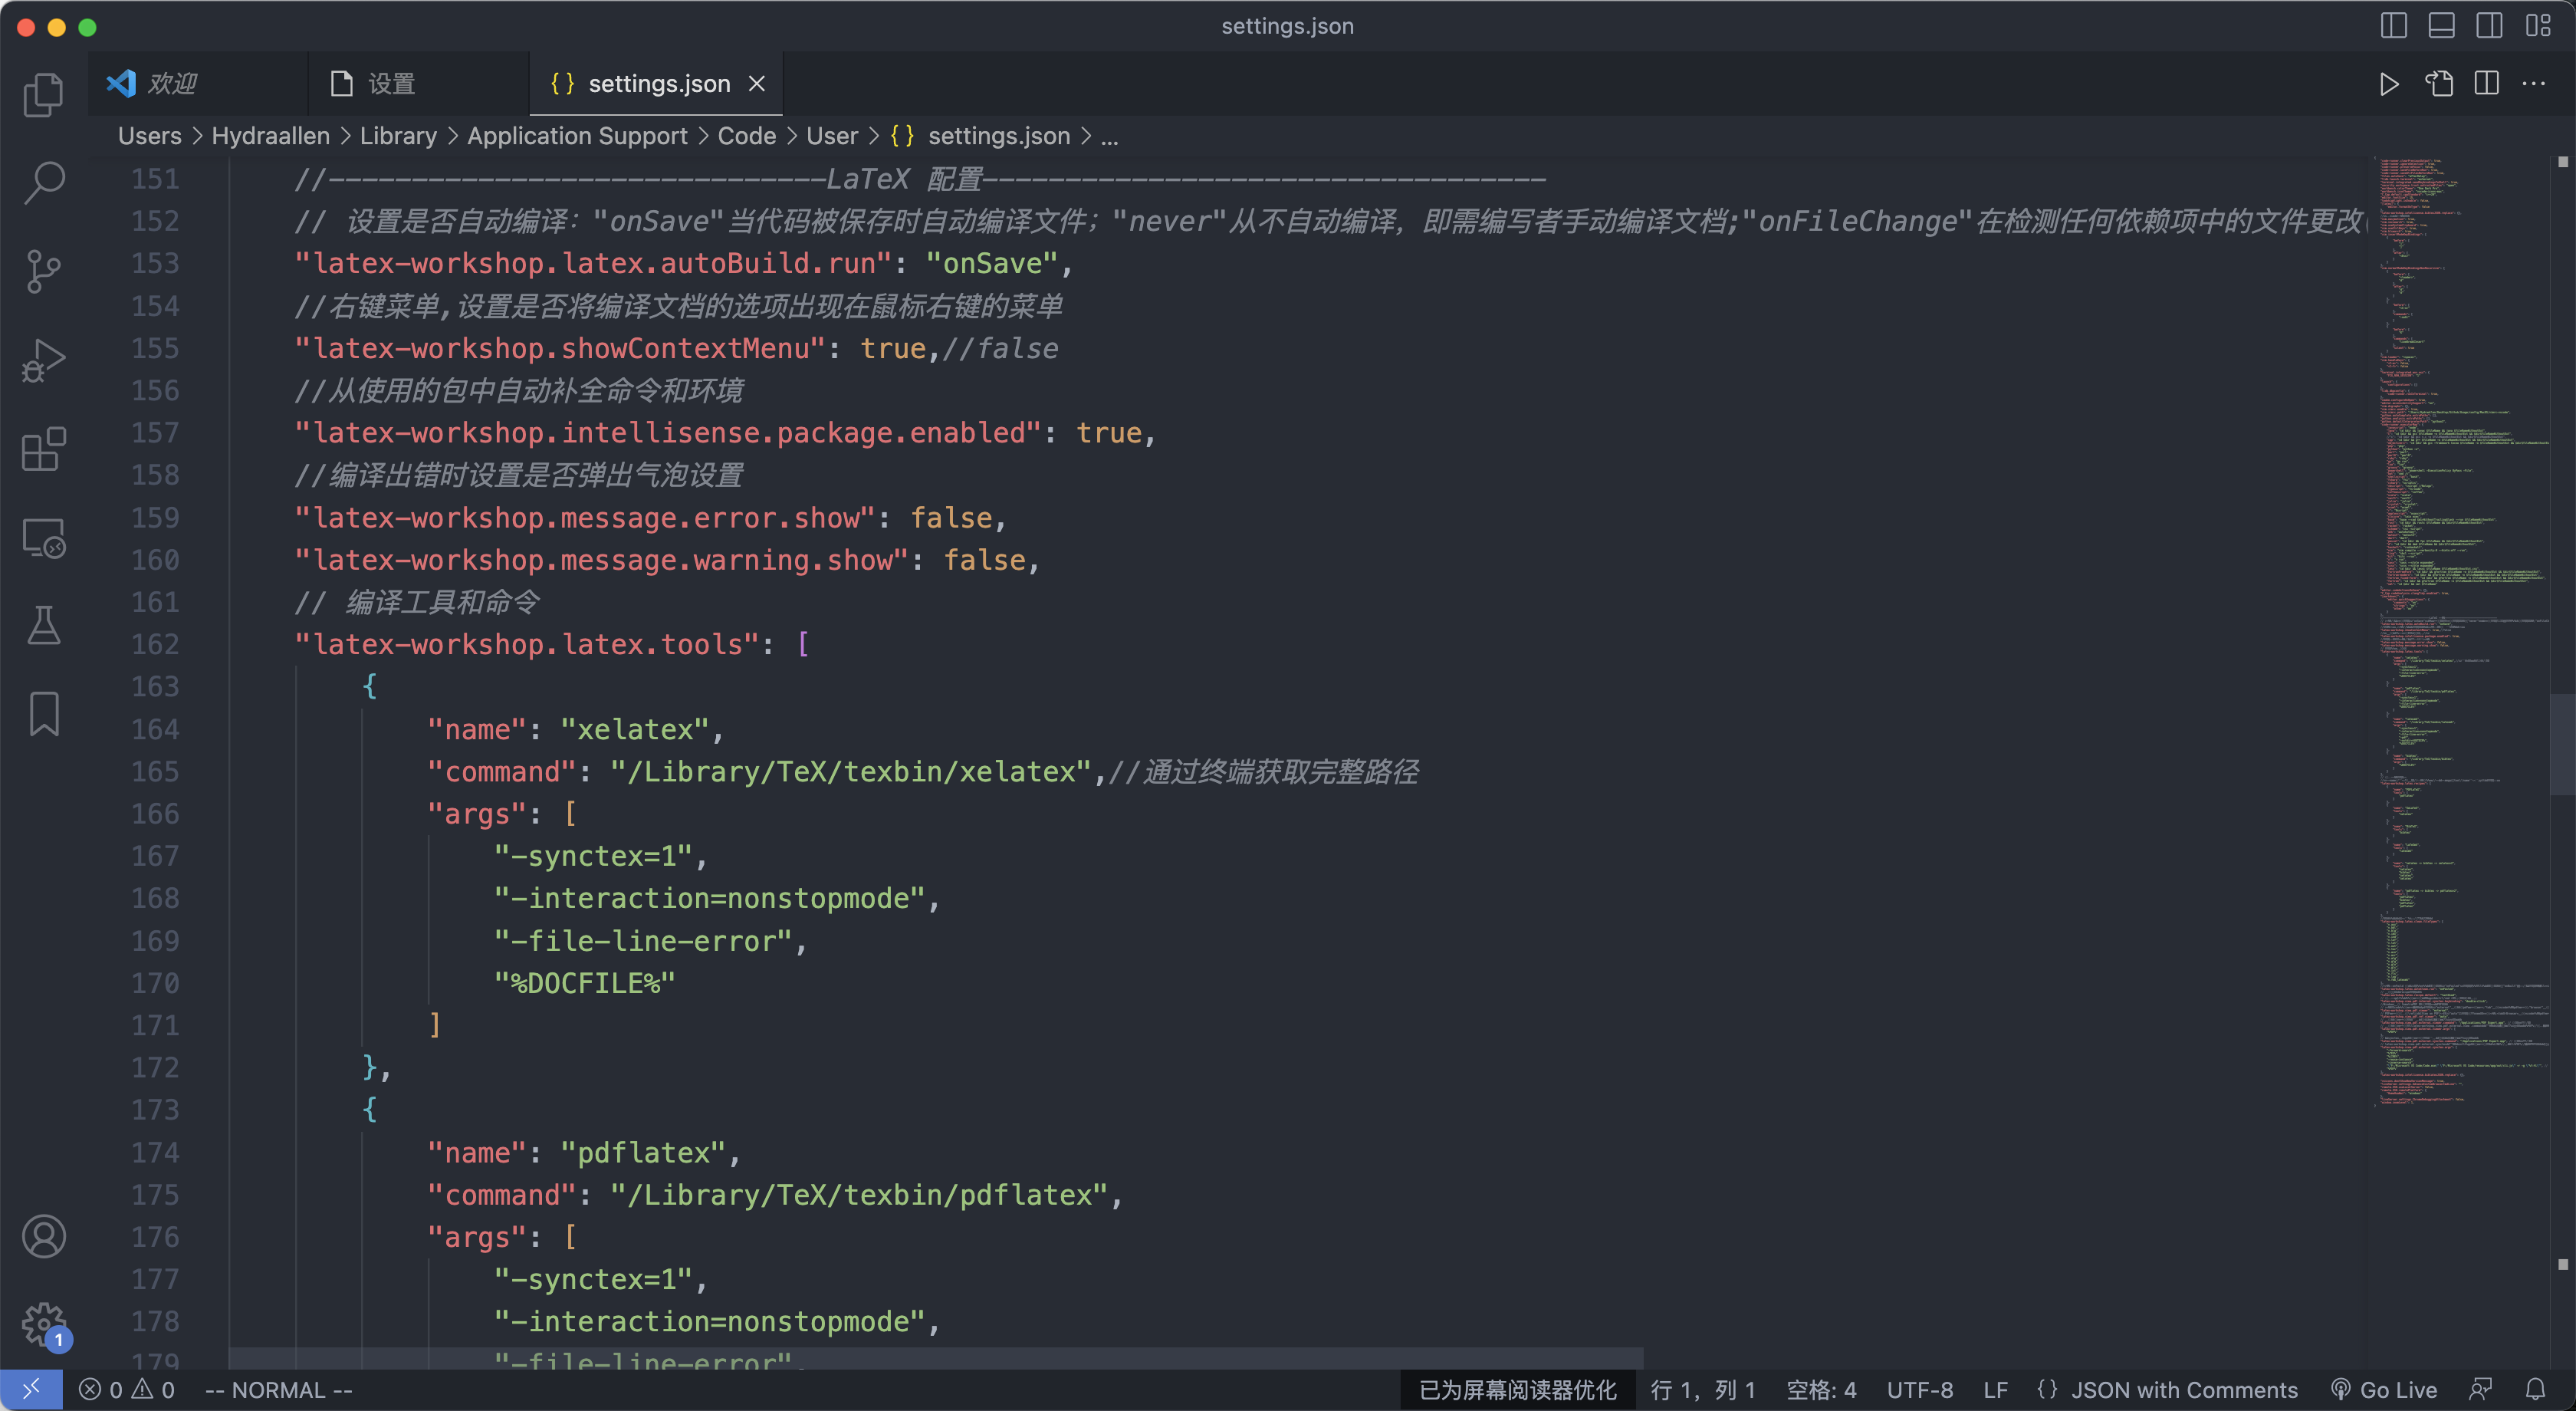 settings.json
欢迎
设置
{ } settings.json
Users > Hydraallen > Library > Application Support > Code > User > { } settings.json > ...
151 //------------------------------LaTeX 配置----------------------------------
152 // 设置是否自动编译："onSave"当代码被保存时自动编译文件；"never"从不自动编译，即需编写者手动编译文档;"onFileChange"在检测任何依赖项中的文件更改
153 "latex-workshop.latex.autoBuild.run": "onSave",
154 //右键菜单,设置是否将编译文档的选项出现在鼠标右键的菜单
155 "latex-workshop.showContextMenu": true,//false
156 //从使用的包中自动补全命令和环境
157 "latex-workshop.intellisense.package.enabled": true,
158 //编译出错时设置是否弹出气泡设置
159 "latex-workshop.message.error.show": false,
160 "latex-workshop.message.warning.show": false,
161 // 编译工具和命令
162 "latex-workshop.latex.tools": [
163 {
164 "name": "xelatex",
165 "command": "/Library/TeX/texbin/xelatex",//通过终端获取完整路径
166 "args": [
167 "-synctex=1",
168 "-interaction=nonstopmode",
169 "-file-line-error",
170 "%DOCFILE%"
171 ]
172 },
173 {
174 "name": "pdflatex",
175 "command": "/Library/TeX/texbin/pdflatex",
176 "args": [
177 "-synctex=1",
178 "-interaction=nonstopmode",
179 "-file-line-error",
1
0 0 -- NORMAL -- 已为屏幕阅读器优化 行 1，列 1 空格: 4 UTF-8 LF { } JSON with Comments Go Live